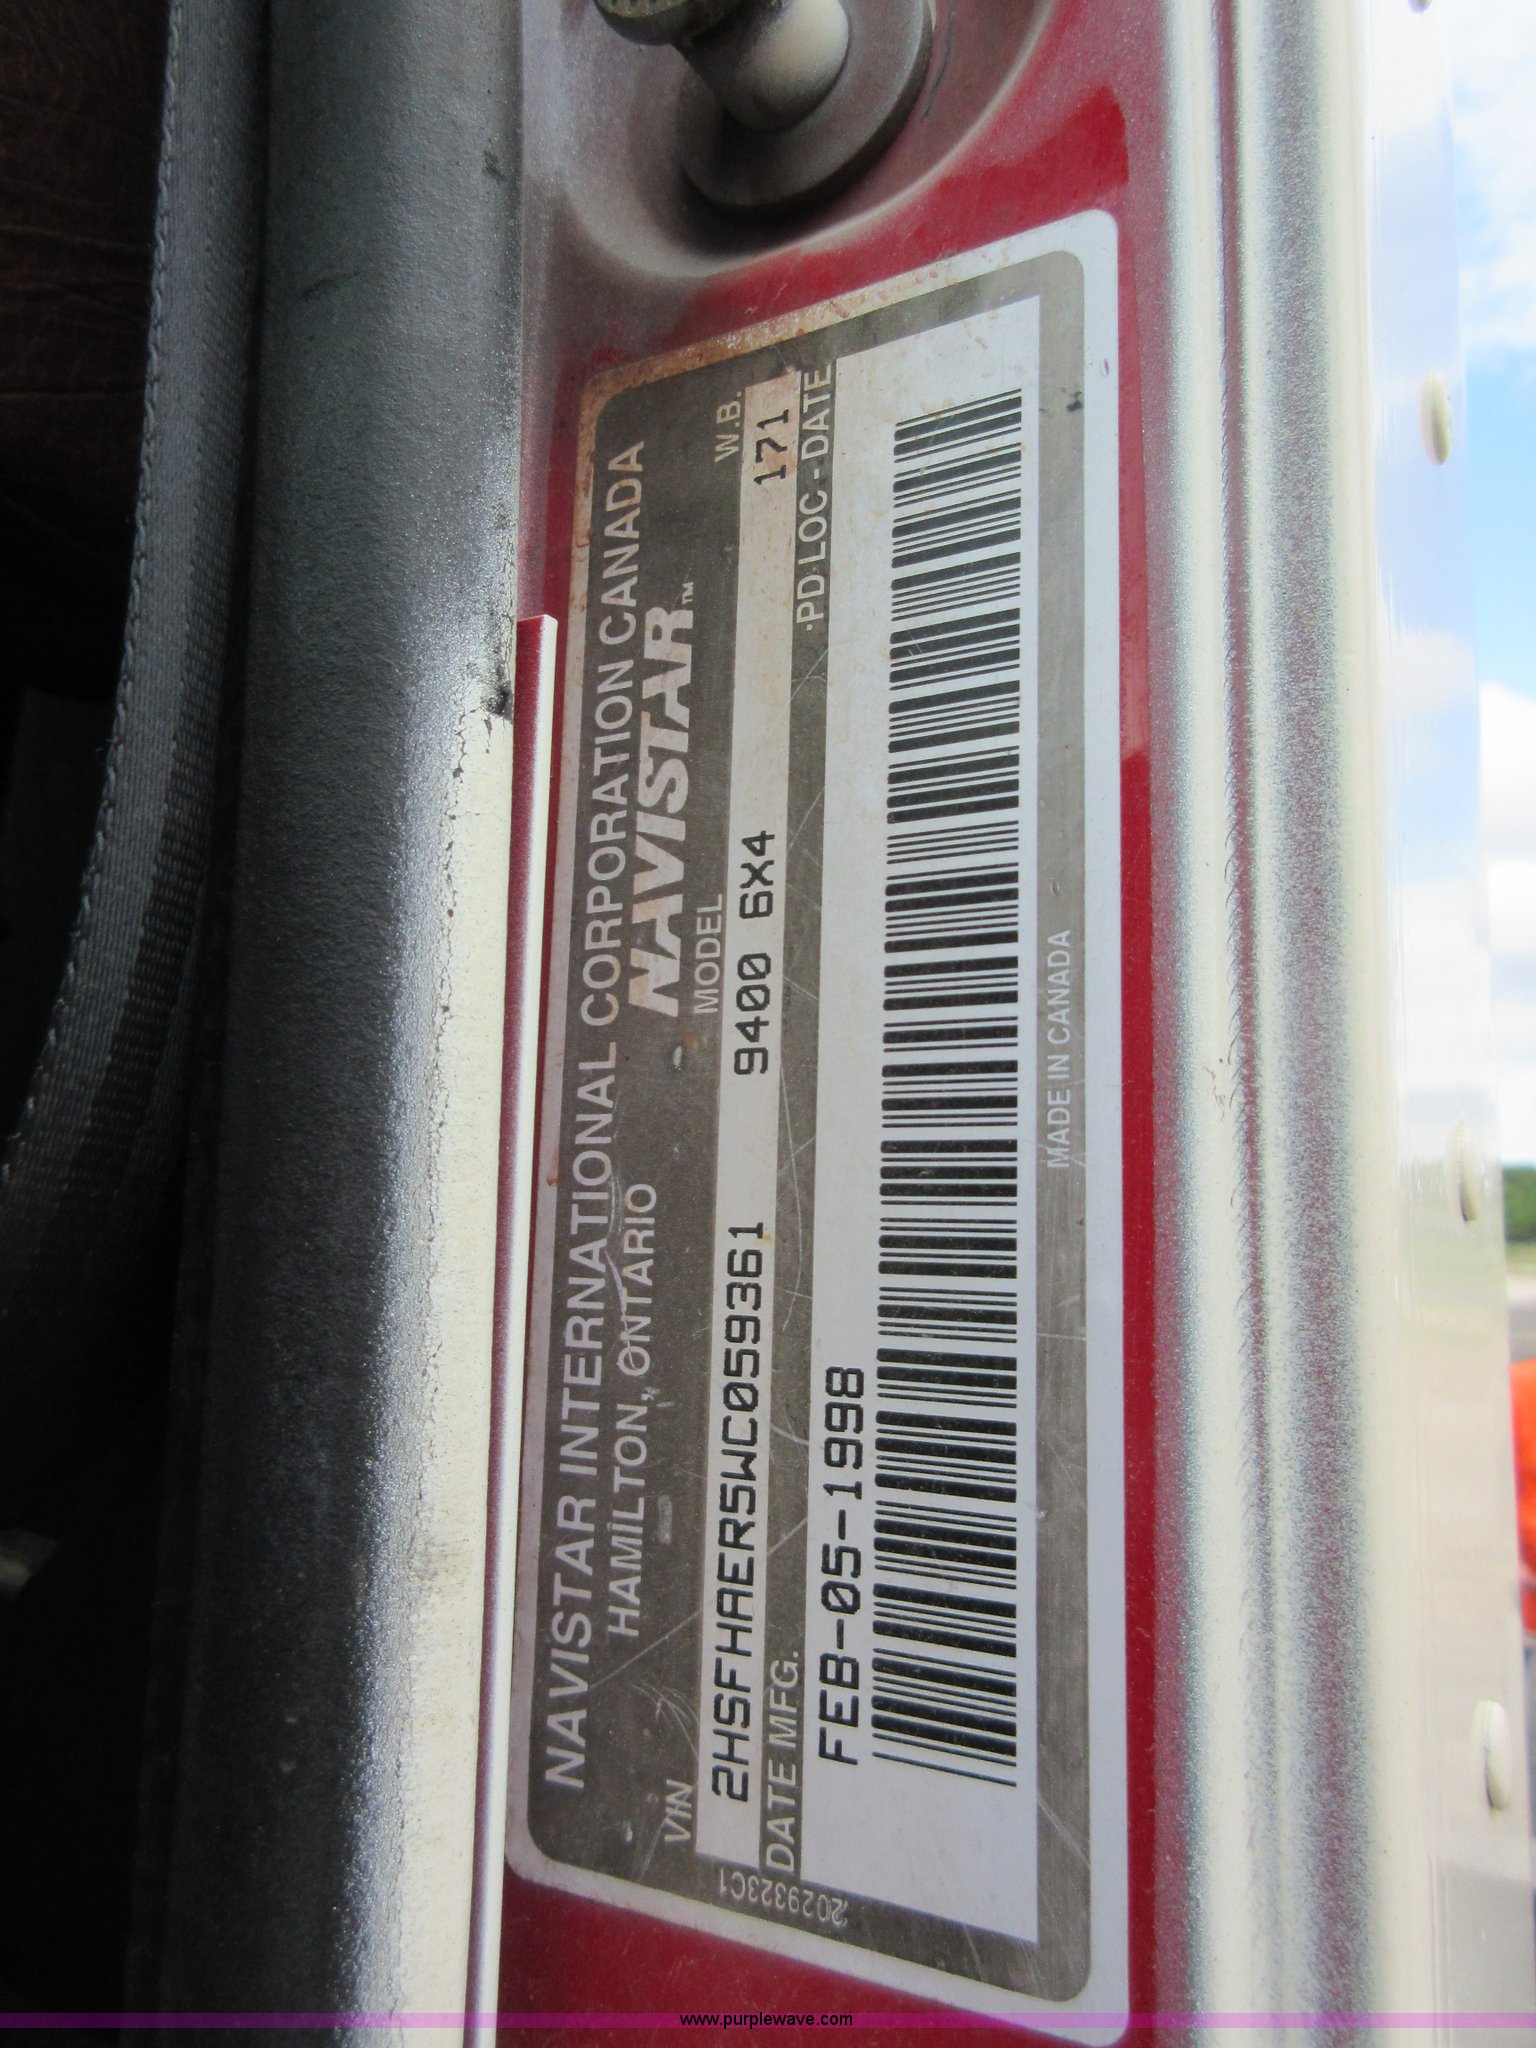 NAVISTAR INTERNATIONAL CORPORATION CANADA
HAMILTON, ONTARIO
NAVISTAR™
VIN
MODEL
W.B.
2HSFHAER5WC059361
9400 6X4
171
DATE MFG.
PD LOC - DATE
FEB-05-1998
MADE IN CANADA
2029323C1
www.purplewave.com